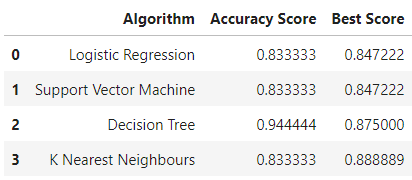 Algorithm Accuracy Score Best Score
0 Logistic Regression 0.833333 0.847222
1 Support Vector Machine 0.833333 0.847222
2 Decision Tree 0.944444 0.875000
3 K Nearest Neighbours 0.833333 0.888889